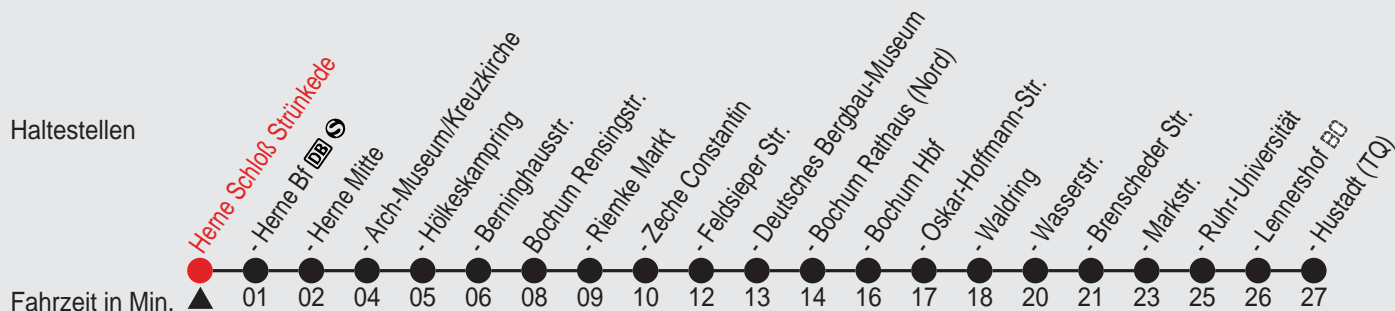 Haltestellen
Herne Schloß Strünkede
- Herne Bf DB S
- Herne Mitte
- Arch-Museum/Kreuzkirche
- Hölkeskampring
- Berninghausstr.
Bochum Rensingstr.
- Riemke Markt
- Zeche Constantin
- Feldsieper Str.
- Deutsches Bergbau-Museum
- Bochum Rathaus (Nord)
- Bochum Hbf
- Oskar-Hoffmann-Str.
- Waldring
- Wasserstr.
- Brenscheder Str.
- Markstr.
- Ruhr-Universität
- Lennershof BO
- Hustadt (TQ)
Fahrzeit in Min. 01 02 04 05 06 08 09 10 12 13 14 16 17 18 20 21 23 25 26 27